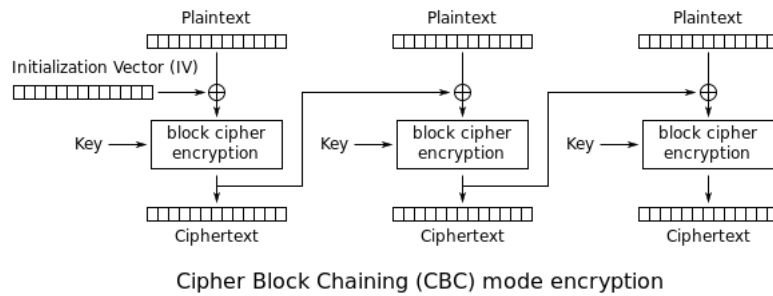 Plaintext
Plaintext
Plaintext
Initialization Vector (IV)
Key
block cipher
encryption
Key
block cipher
encryption
Key
block cipher
encryption
Ciphertext
Ciphertext
Ciphertext
Cipher Block Chaining (CBC) mode encryption